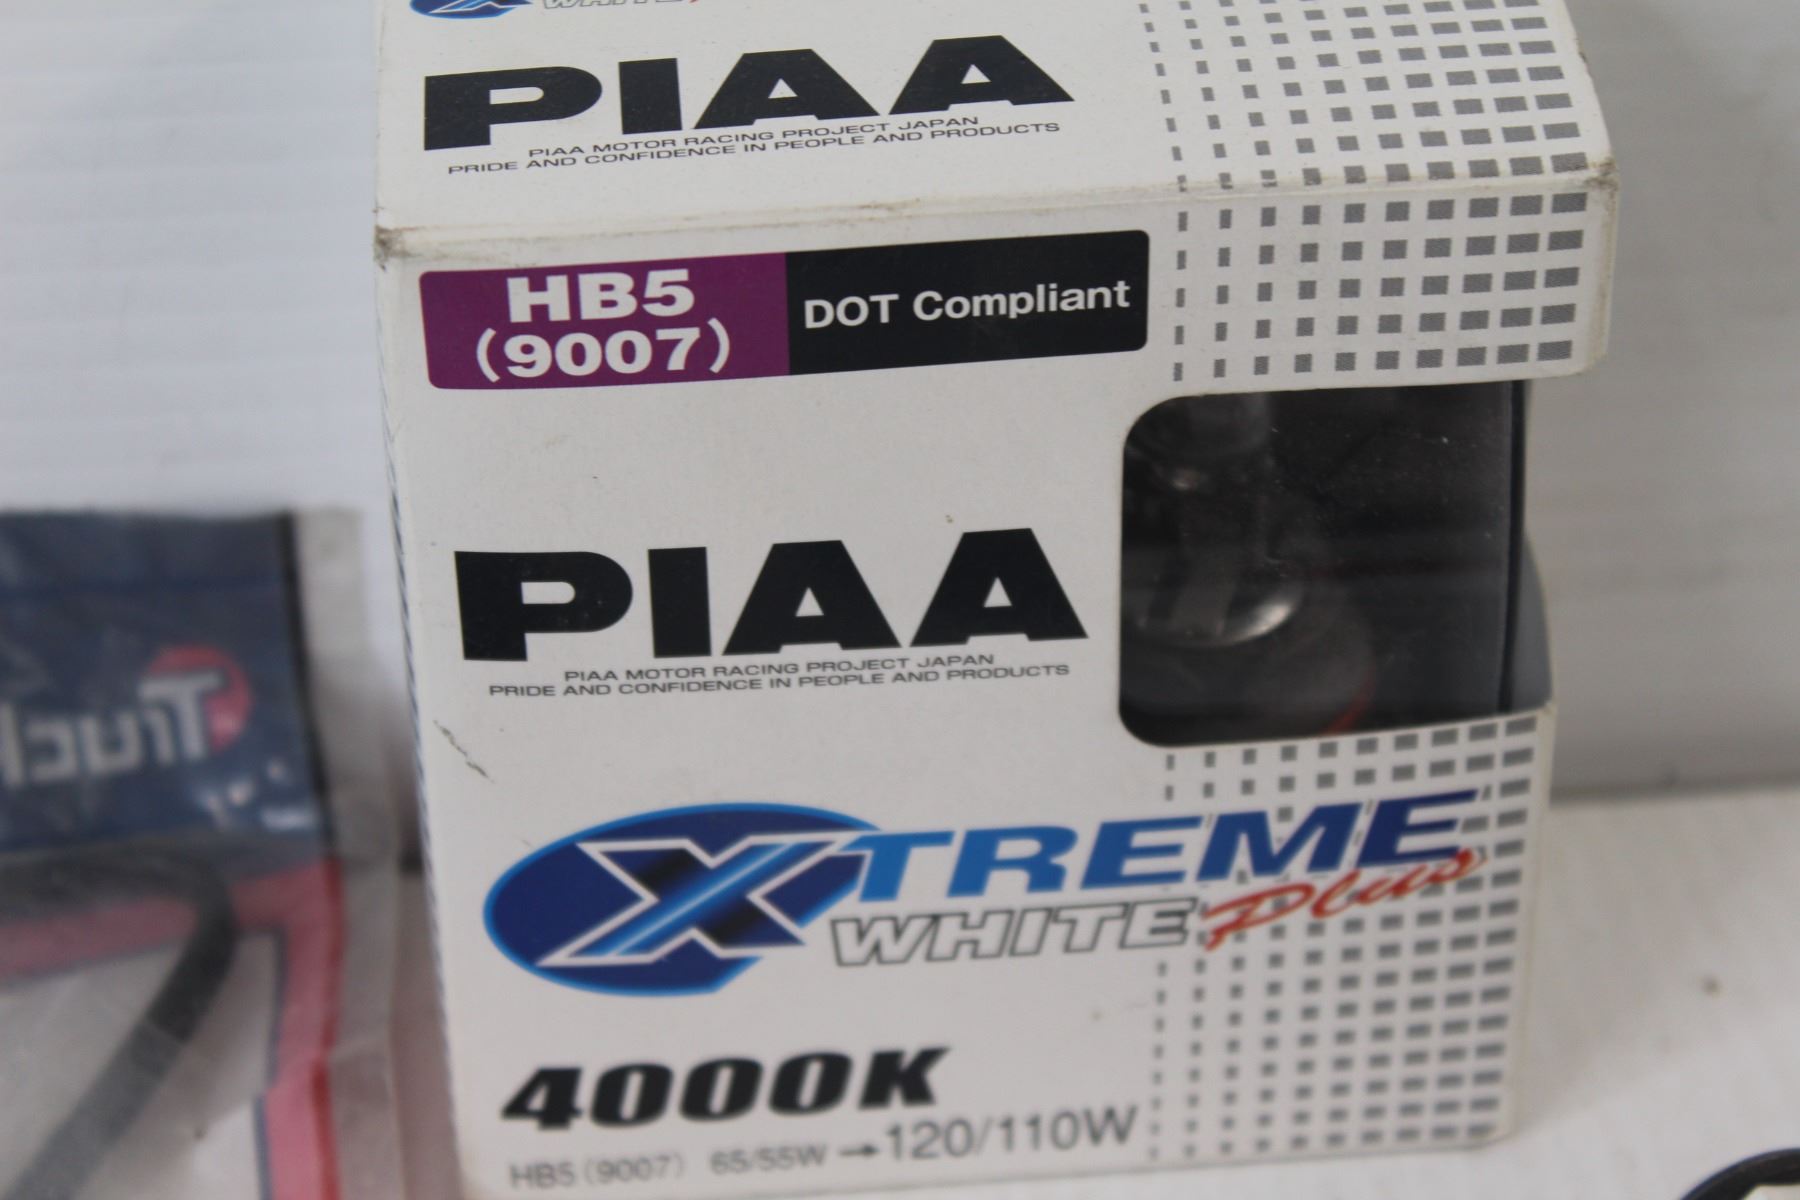 WHITE
PIAA
PIAA MOTOR RACING PROJECT JAPAN
PRIDE AND CONFIDENCE IN PEOPLE AND PRODUCTS
HB5
(9007)
DOT Compliant
PIAA
PIAA MOTOR RACING PROJECT JAPAN
PRIDE AND CONFIDENCE IN PEOPLE AND PRODUCTS
XTREME
WHITE Plus
4000K
HB5 (9007) 65/55W→120/110W
Truck